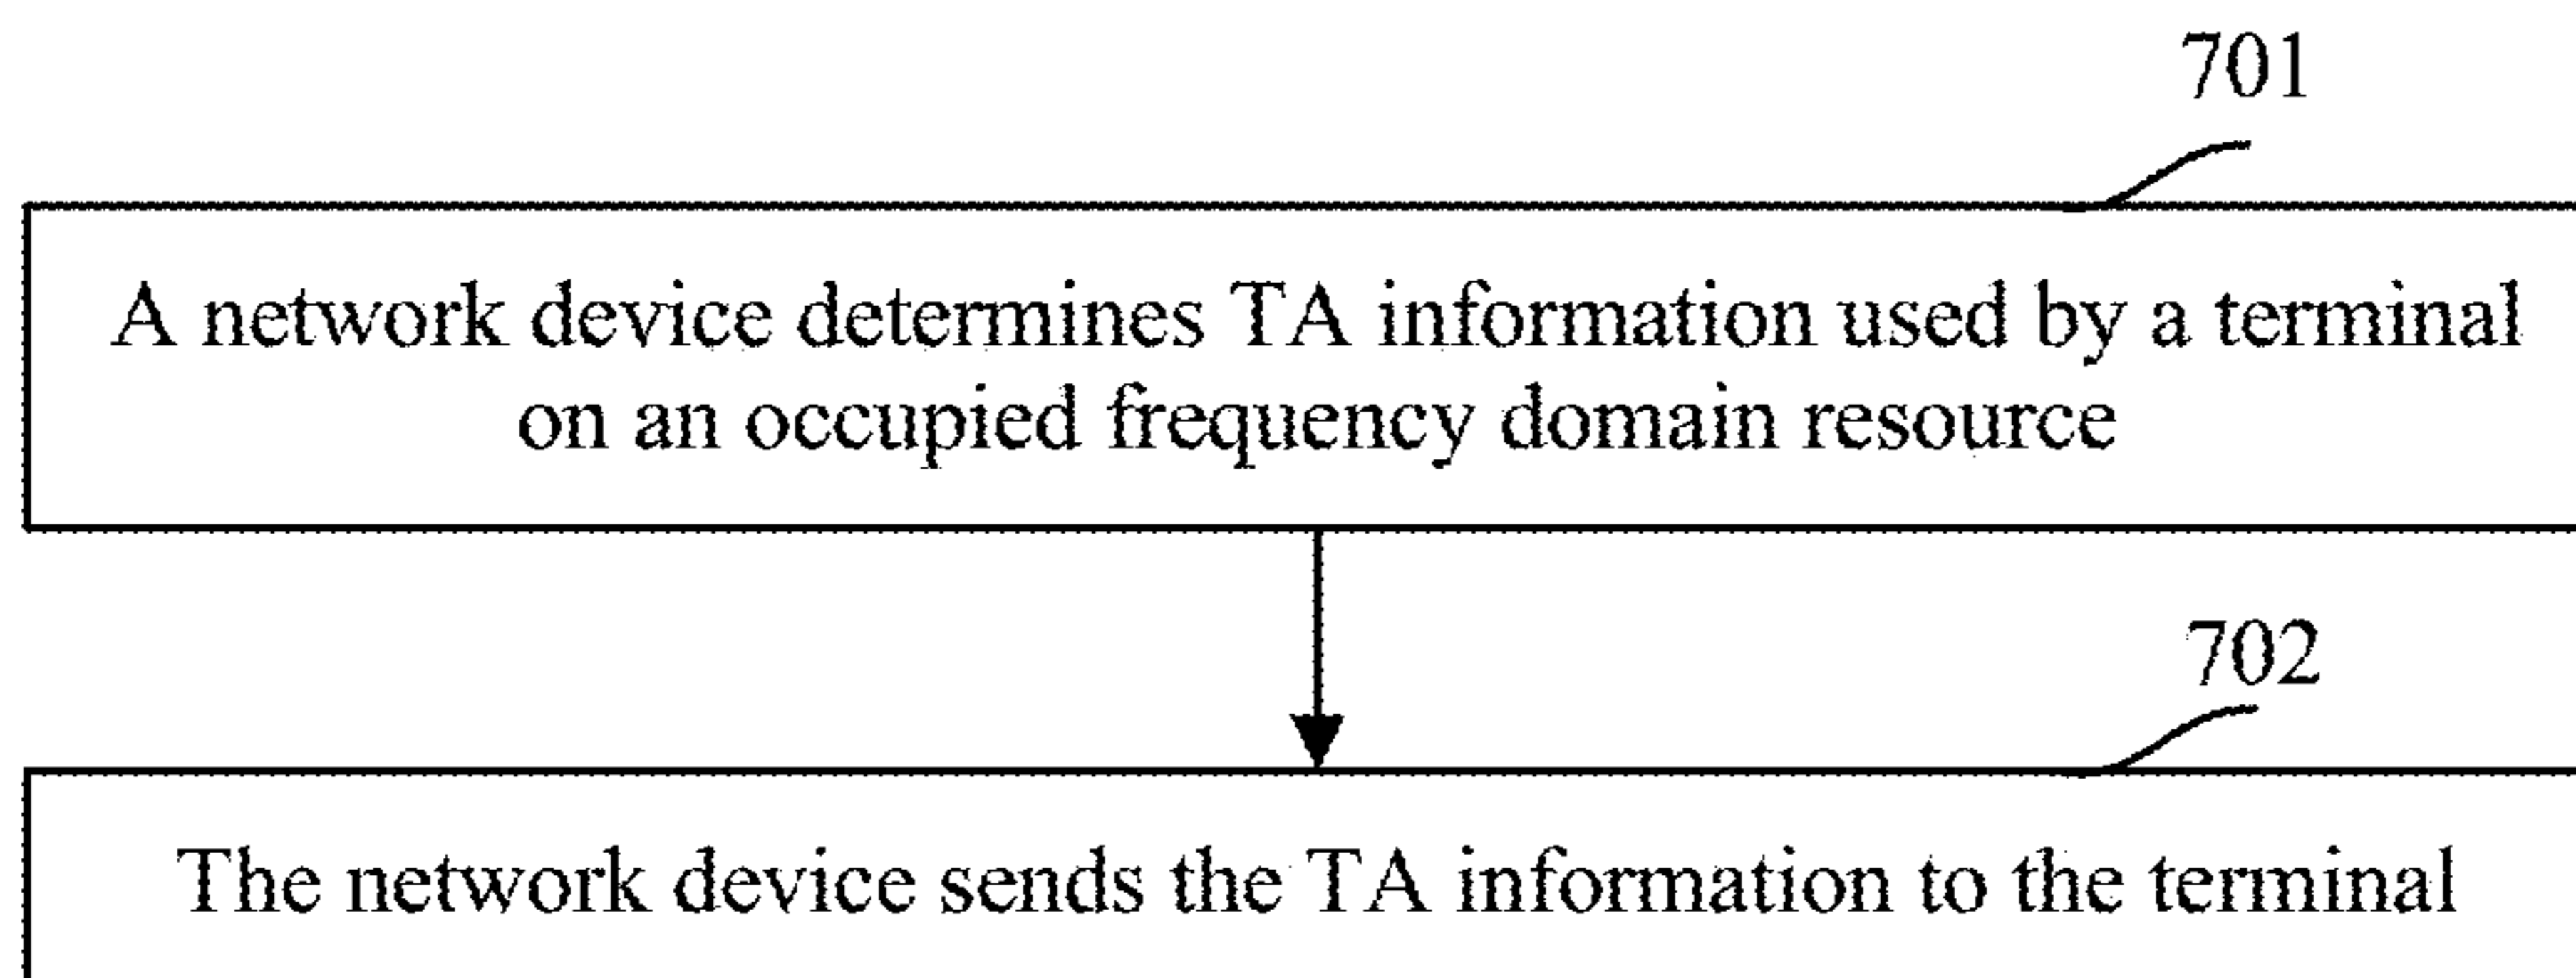 701
A network device determines TA information used by a terminal
on an occupied frequency domain resource
702
The network device sends the TA information to the terminal